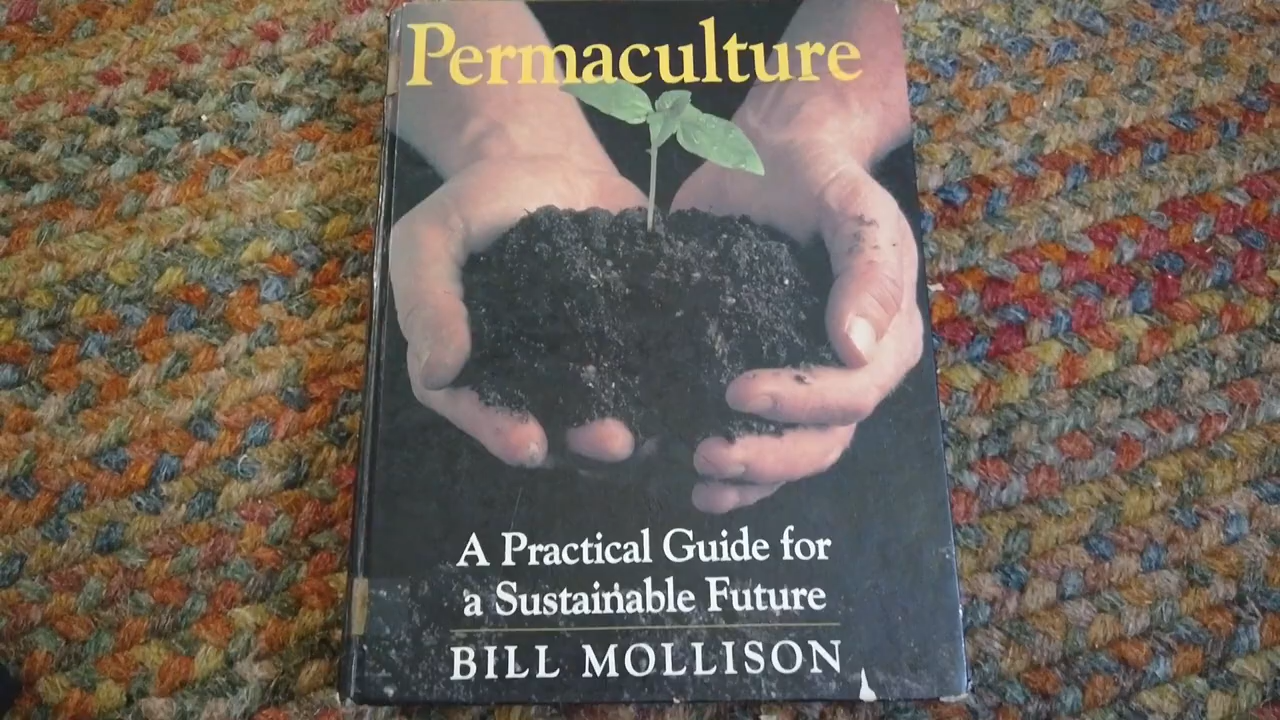 Permaculture
A Practical Guide for
a Sustainable Future
BILL MOLLISON